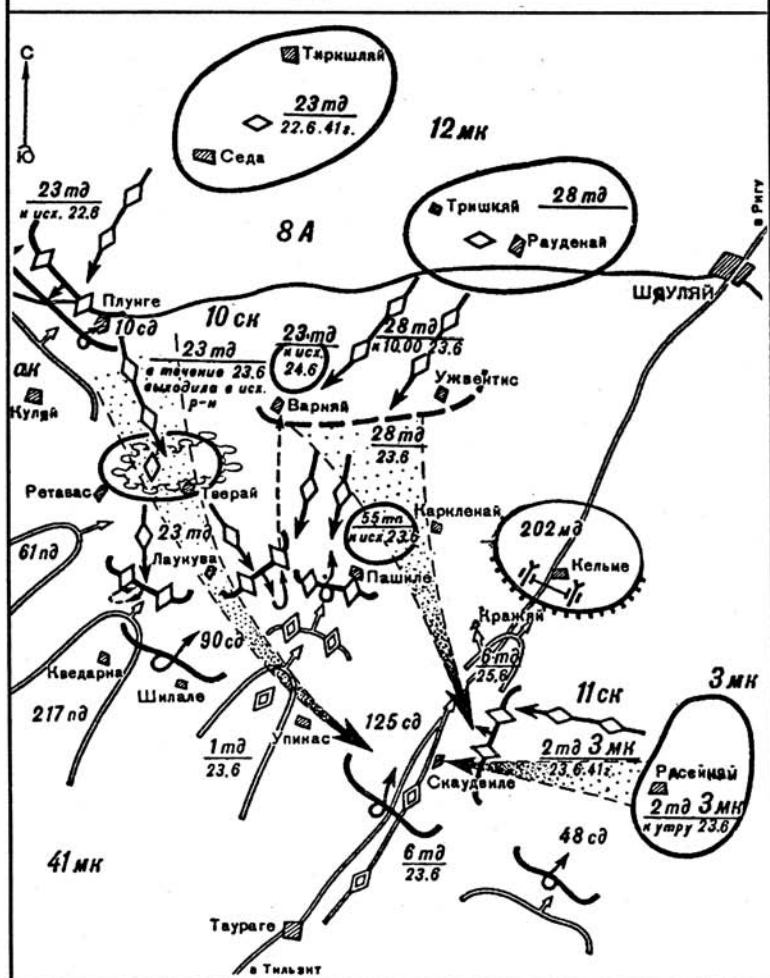 С
Ю
Тиркшлай
23 тд
22.6.41г.
Седа
12 мк
23 тд
к исх. 22.6
8 А
Тришкяй
28 тд
Рауденай
в Ригу
Шяуляй
Плунге
10 сд
10 ск
23 тд
к исх.
24.6
28 тд
к 10.00 23.6
23 тд
в течение 23.6
выходила в исх.
р-н
ак
Куляй
Варняй
Ужвентис
28 тд
23.6
Ретавас
Тверай
23 тд
Лаукува
55 тп
к исх. 23.6
Каркленай
Пашиле
202 мд
Кельме
61 пд
Кражяй
6 тд
25.6
90 сд
Кведарна
Шилале
217 пд
11 ск
3 мк
1 тд
23.6
Упинас
125 сд
2 тд 3 мк
23.6.41г.
Скаудвиле
Расейняй
2 тд 3 мк
к утру 23.6
41 мк
6 тд
23.6
48 сд
Таураге
в Тильзит